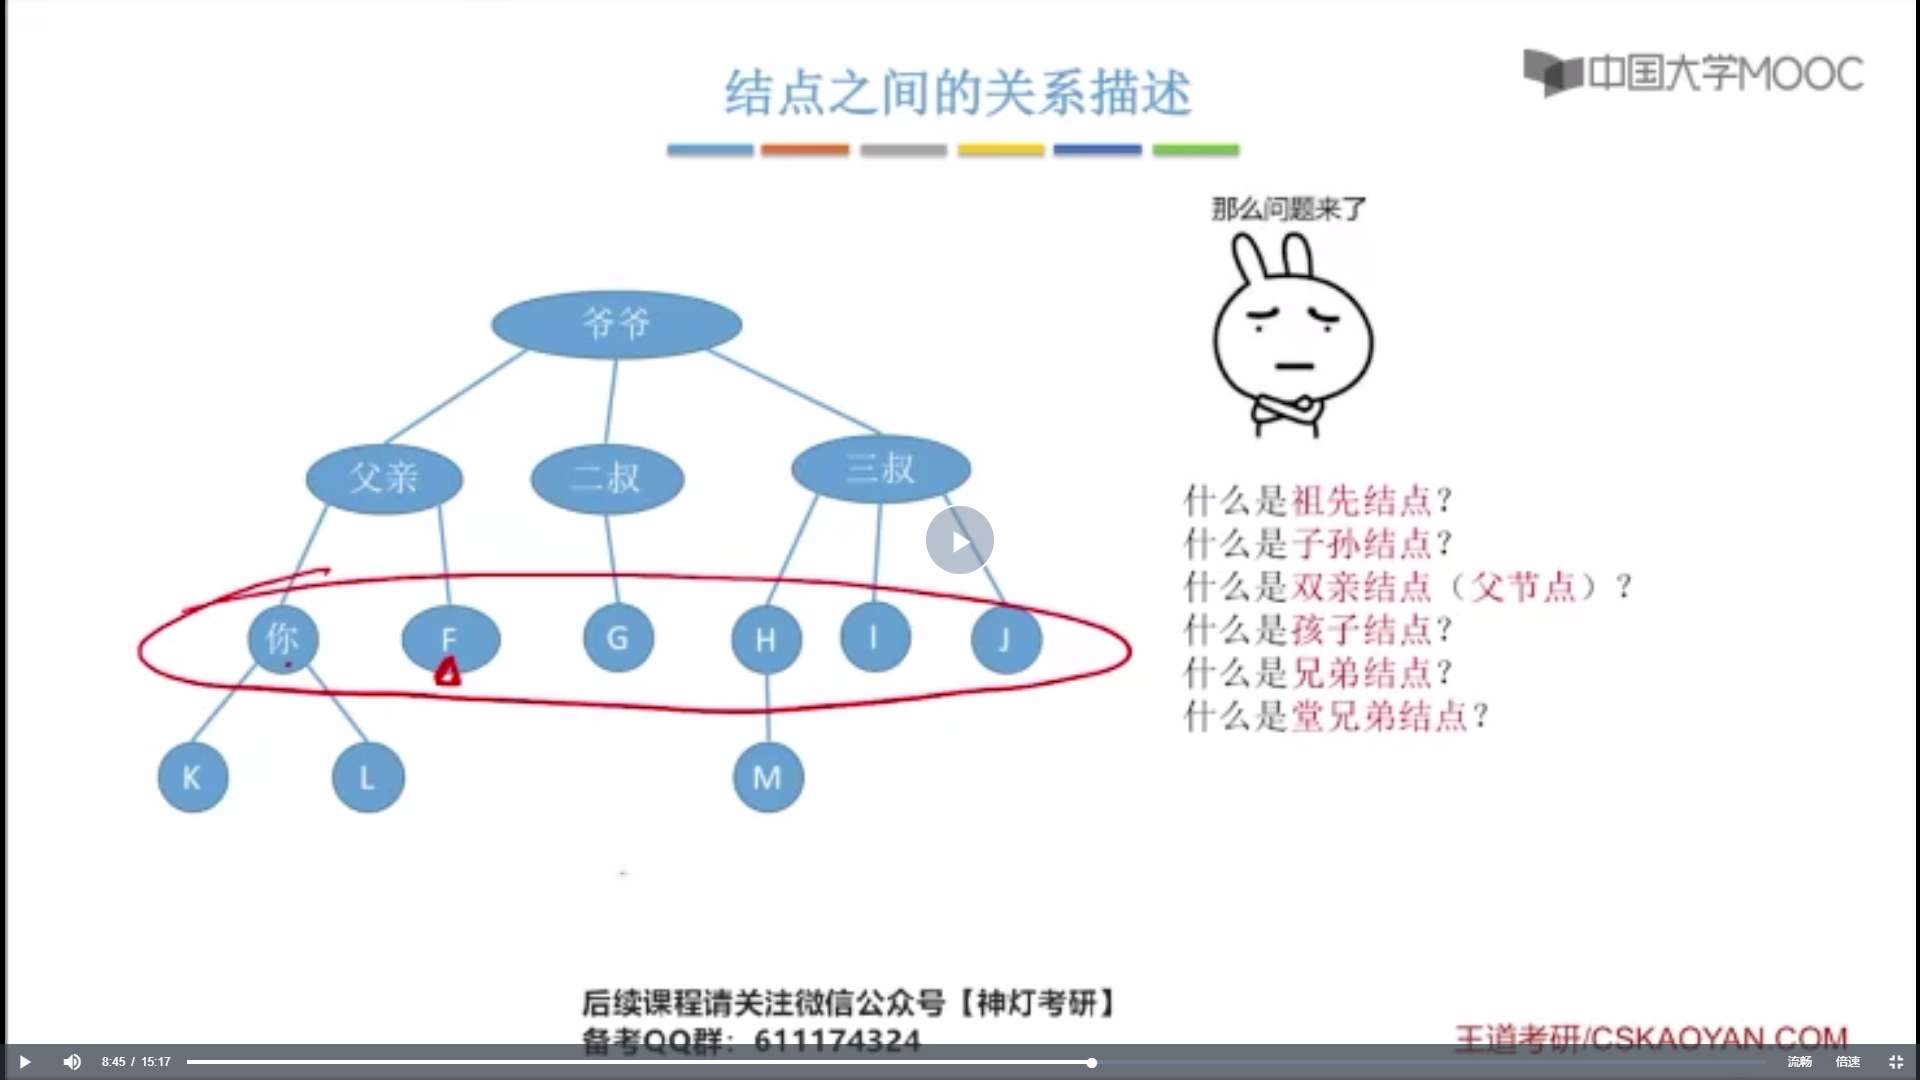 结点之间的关系描述
中国大学MOOC
那么问题来了
爷爷
父亲
二叔
三叔
你
F
G
H
I
J
K
L
M
什么是祖先结点？
什么是子孙结点？
什么是双亲结点（父节点）？
什么是孩子结点？
什么是兄弟结点？
什么是堂兄弟结点？
后续课程请关注微信公众号【神灯考研】
备考QQ群：611174324
王道考研/CSKAOYAN.COM
8:45 / 15:17
流畅
倍速